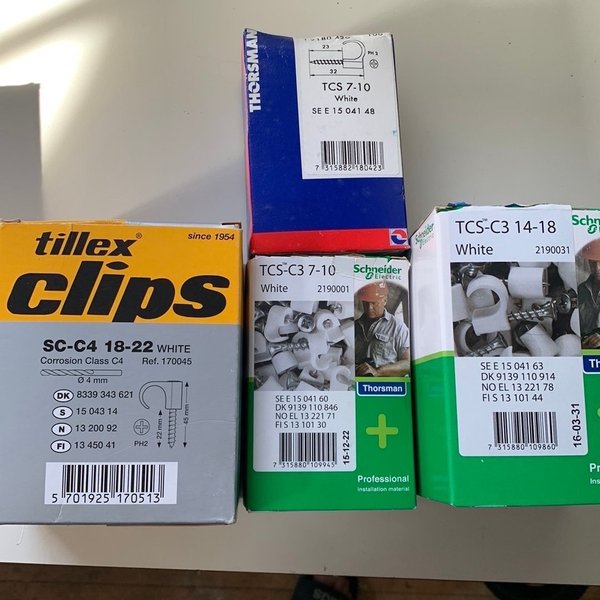 THORSMAN
23
32
PH 2
TCS 7-10
White
SE E 15 041 48
7 315882 180423
tillex®
since 1954
clips
SC-C4 18-22 WHITE
Corrosion Class C4
Ref. 170045
Ø 4 mm
DK 8339 343 621
S 15 043 14
N 13 200 92
FI 13 450 41
PH2
22 mm
45 mm
5 701925 170513
TCS-C3 7-10
White
2190001
Schneider
Electric
Thorsman
SE E 15 041 60
DK 9139 110 846
NO EL 13 221 71
FI S 13 101 30
7 315880 109945
15-12-22
Professional
Installation material
TCS™-C3 14-18
White
2190031
SE E 15 041 63
DK 9139 110 914
NO EL 13 221 78
FI S 13 101 44
7 315880 109860
16-03-31